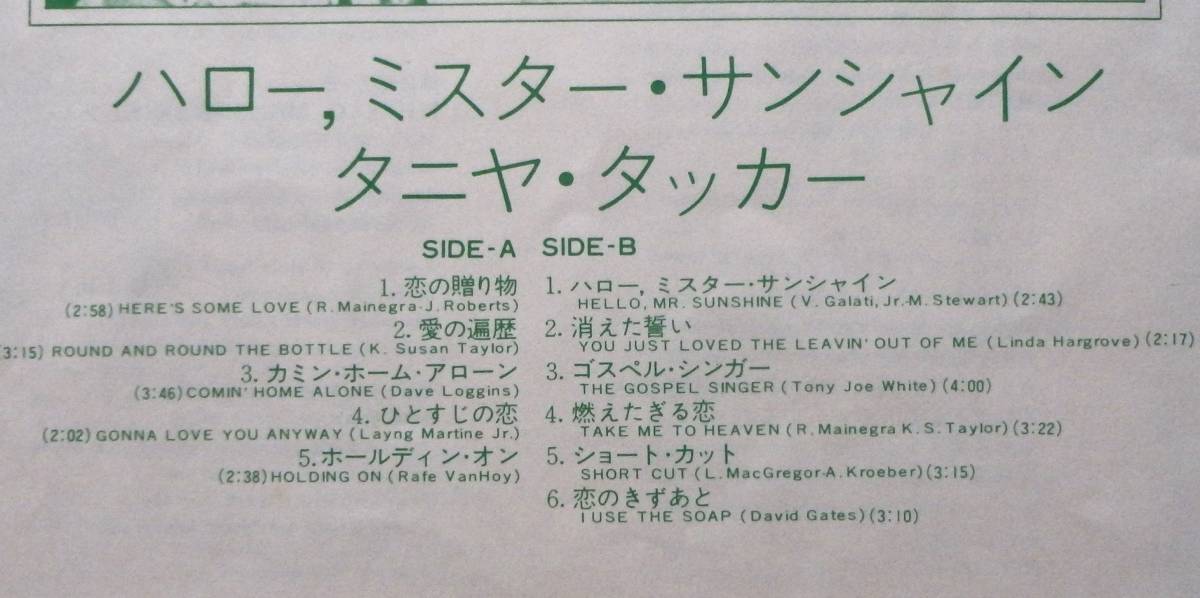 ハロー,ミスター・サンシャイン
タニヤ・タッカー
SIDE-A
1. 恋の贈り物
(2:58) HERE'S SOME LOVE (R. Mainegra-J. Roberts)
2. 愛の遍歴
(3:15) ROUND AND ROUND THE BOTTLE (K. Susan Taylor)
3. カミン・ホーム・アローン
(3:46) COMIN' HOME ALONE (Dave Loggins)
4. ひとすじの恋
(2:02) GONNA LOVE YOU ANYWAY (Layng Martine Jr.)
5. ホールディン・オン
(2:38) HOLDING ON (Rafe VanHoy)
SIDE-B
1. ハロー, ミスター・サンシャイン
HELLO, MR. SUNSHINE (V. Galati, Jr.-M. Stewart) (2:43)
2. 消えた誓い
YOU JUST LOVED THE LEAVIN' OUT OF ME (Linda Hargrove) (2:17)
3. ゴスペル・シンガー
THE GOSPEL SINGER (Tony Joe White) (4:00)
4. 燃えたぎる恋
TAKE ME TO HEAVEN (R. Mainegra K. S. Taylor) (3:22)
5. ショート・カット
SHORT CUT (L. MacGregor-A. Kroeber) (3:15)
6. 恋のきずあと
I USE THE SOAP (David Gates) (3:10)